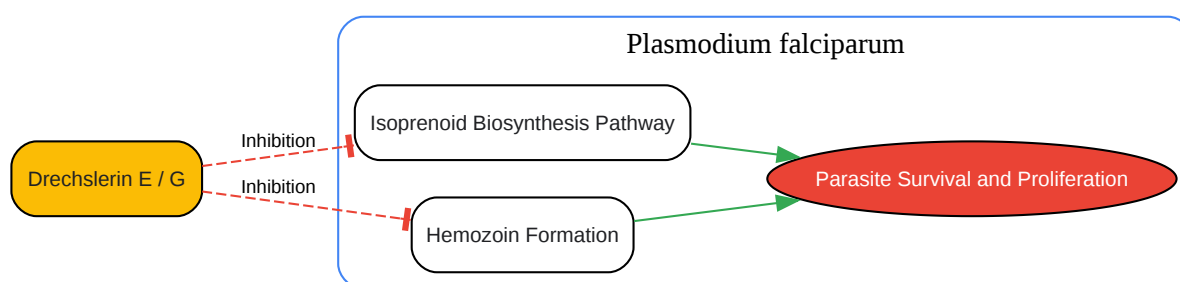 Plasmodium falciparum
Drechslerin E / G
Inhibition
Inhibition
Isoprenoid Biosynthesis Pathway
Hemozoin Formation
Parasite Survival and Proliferation